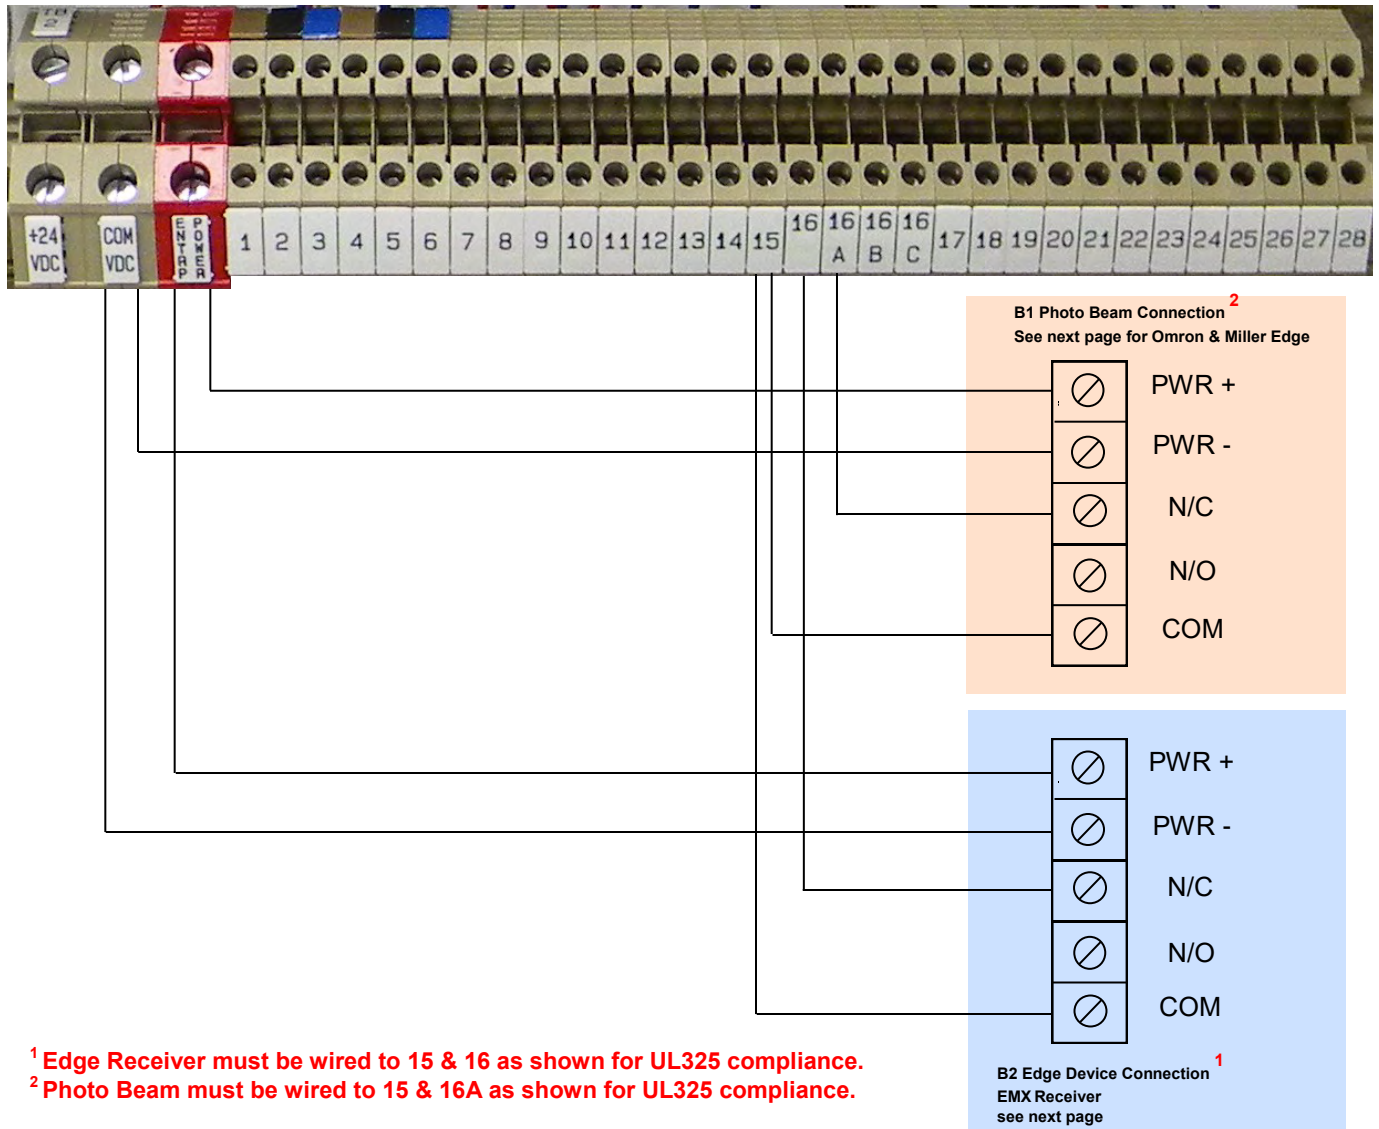 TB
2
+24
VDC
COM
VDC
ENTRP
POWER
1 2 3 4 5 6 7 8 9 10 11 12 13 14 15 16 16 A 16 B 16 C 17 18 19 20 21 22 23 24 25 26 27 28
B1 Photo Beam Connection 2
See next page for Omron & Miller Edge
PWR +
PWR -
N/C
N/O
COM
PWR +
PWR -
N/C
N/O
COM
B2 Edge Device Connection 1
EMX Receiver
see next page
1 Edge Receiver must be wired to 15 & 16 as shown for UL325 compliance.
2 Photo Beam must be wired to 15 & 16A as shown for UL325 compliance.